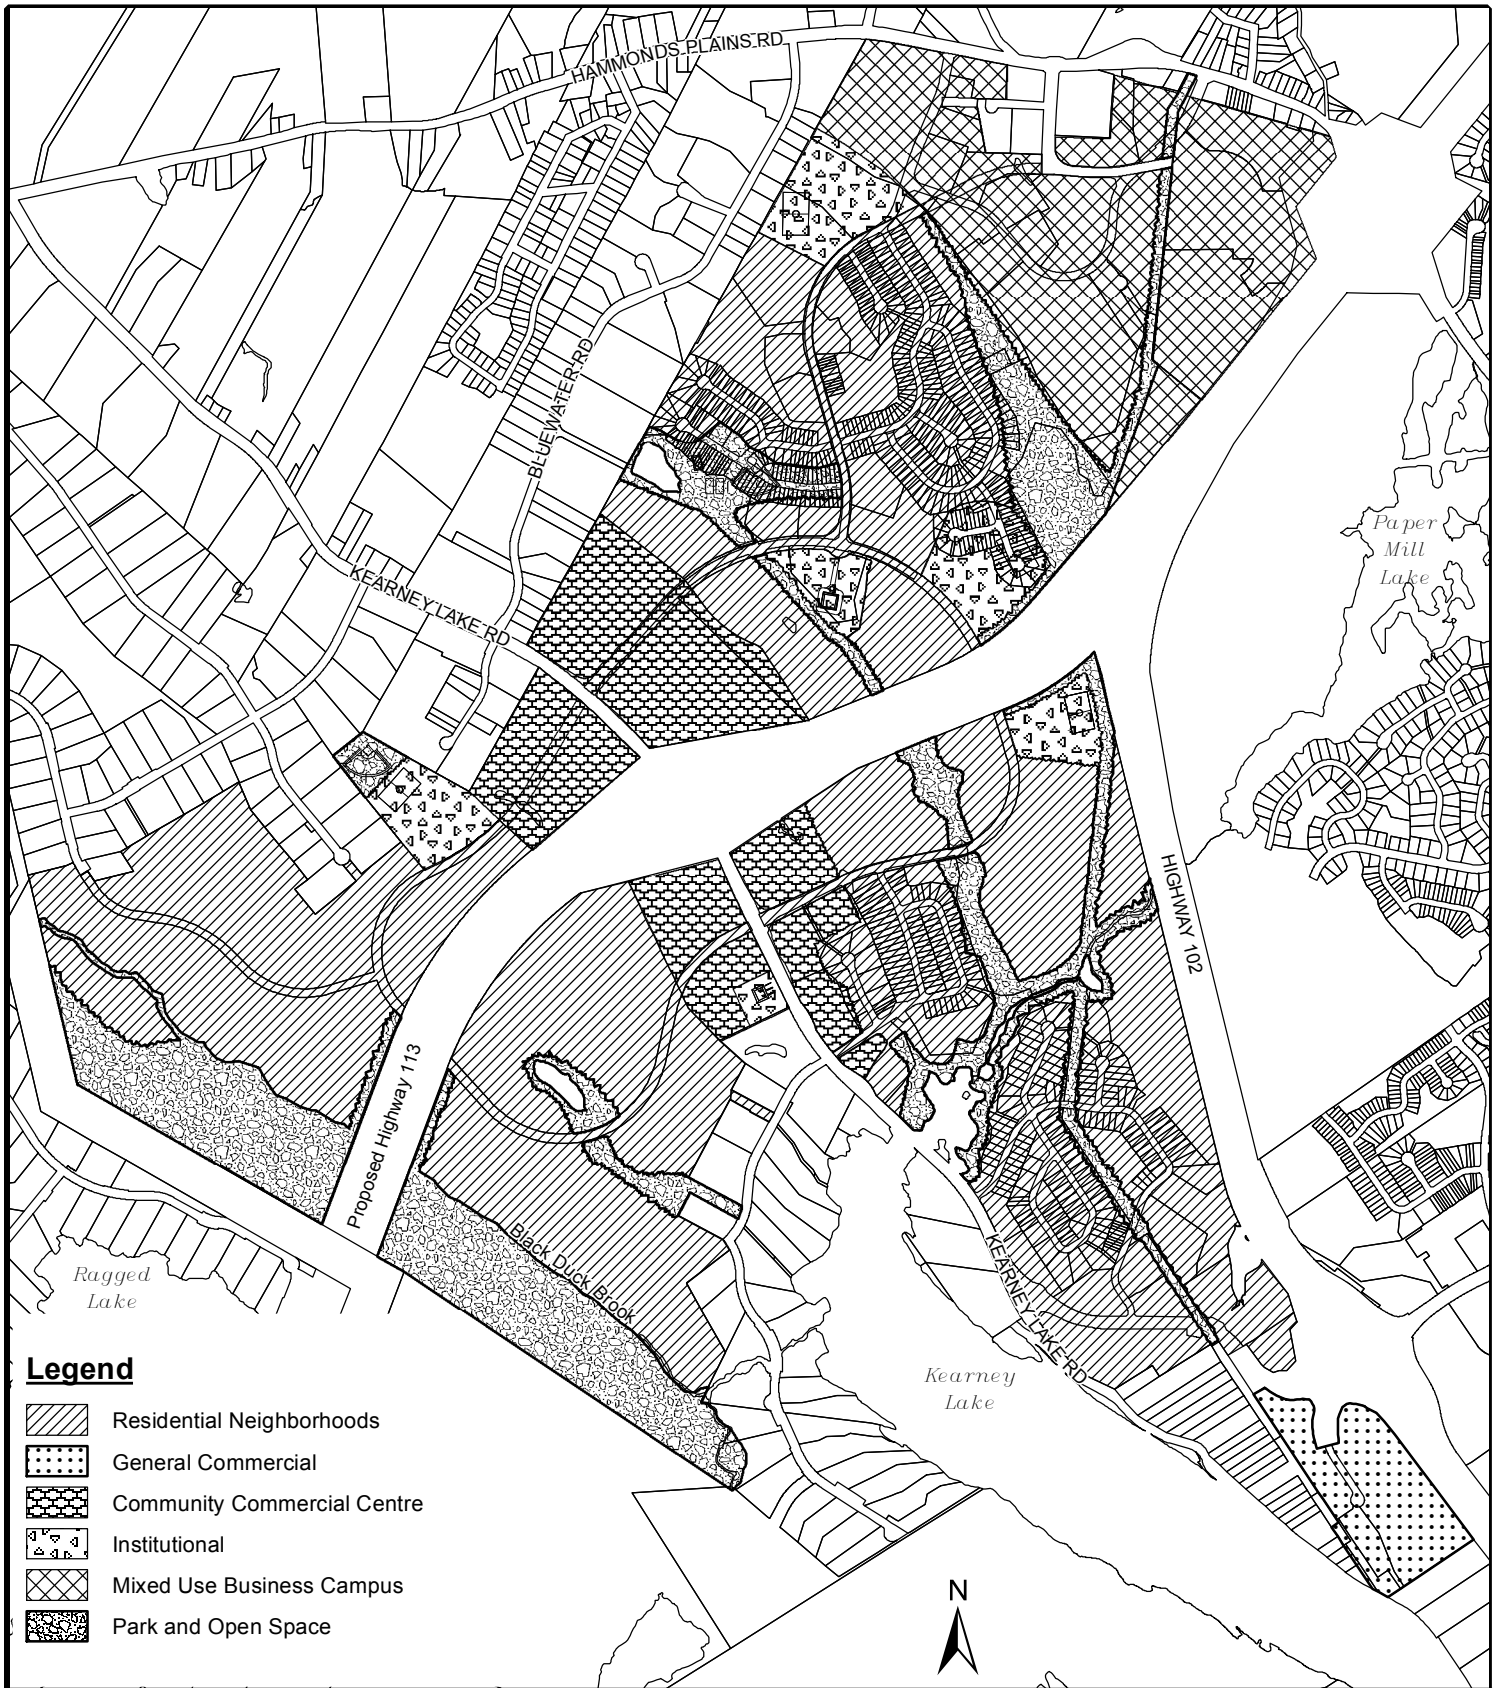 HAMMONDS PLAINS RD
BLUEWATER RD
KEARNEY LAKE RD
Paper
Mill
Lake
HIGHWAY 102
Proposed Highway 113
Black Duck Brook
KEARNEY LAKE RD
Ragged
Lake
Kearney
Lake
Legend
Residential Neighborhoods
General Commercial
Community Commercial Centre
Institutional
Mixed Use Business Campus
Park and Open Space
N